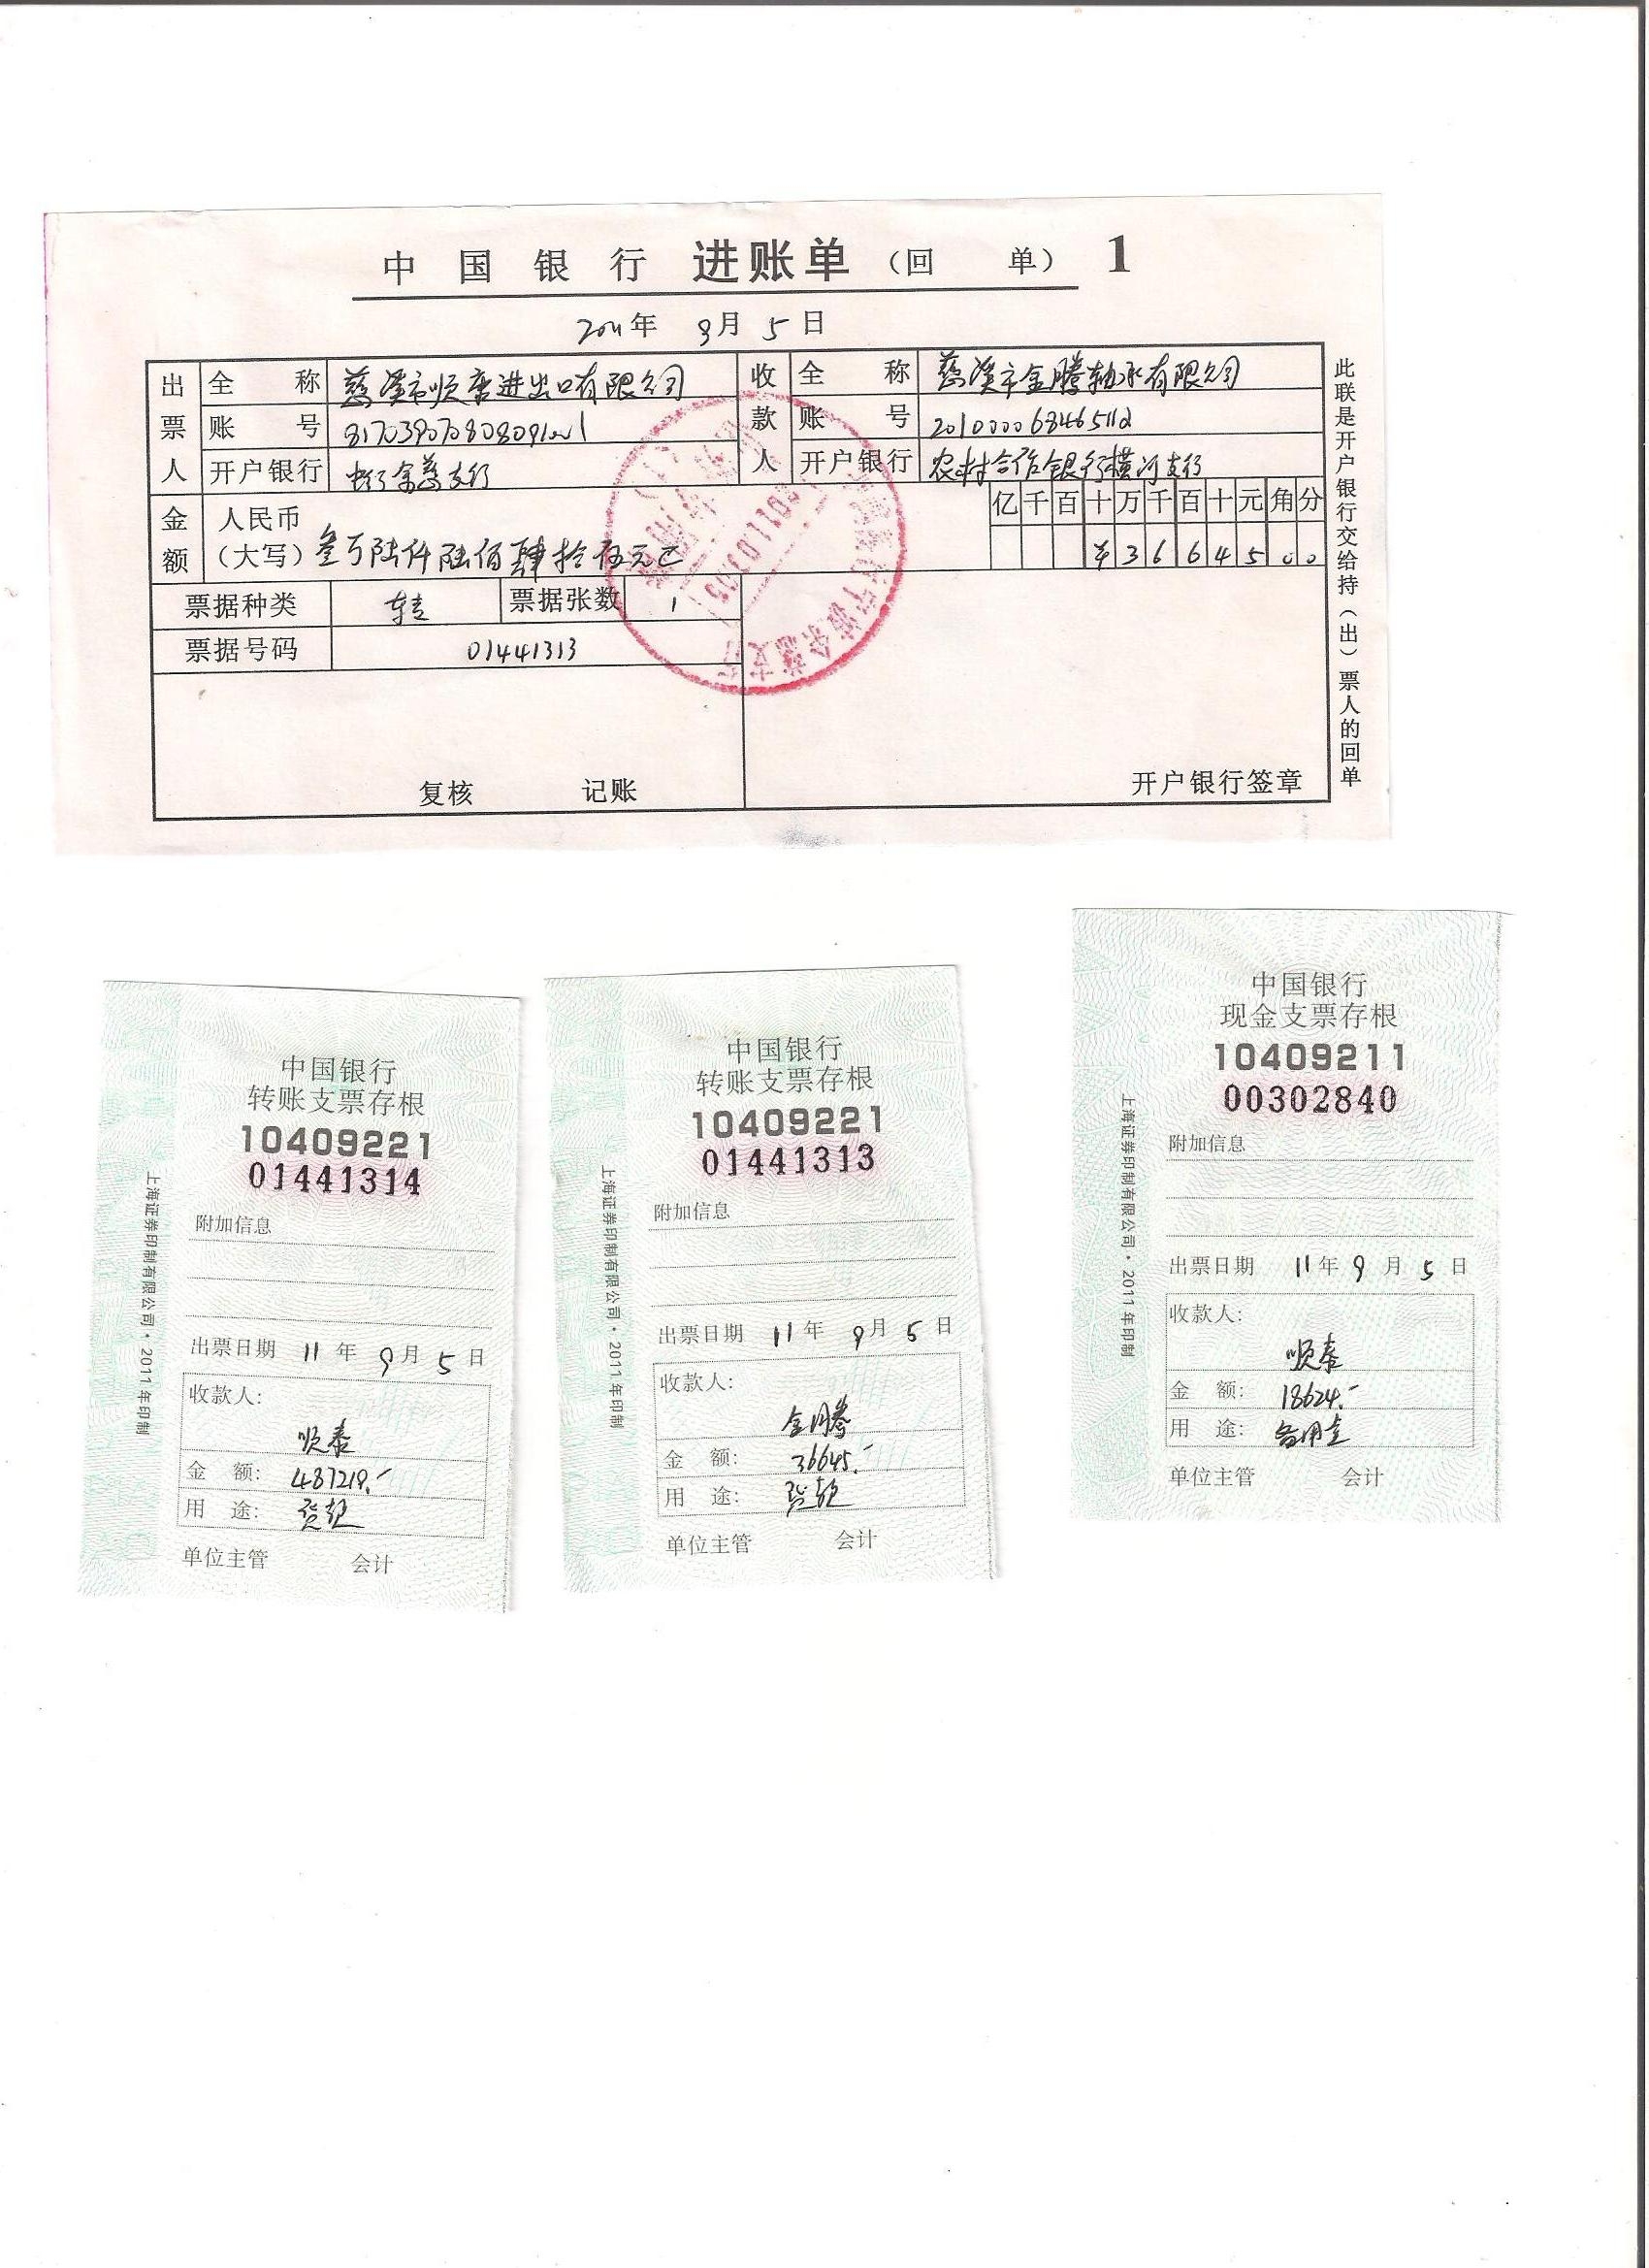 中国银行 进账单（回 单） 1
2011年 9月 5日
出票人 全称 慈溪市顺泰进出口有限公司 收款人 全称 慈溪市金腾轴承有限公司
账号 账号
开户银行 中行余慈支行 开户银行 农村合作银行横河支行
金额 人民币（大写） 叁万陆仟陆佰肆拾伍元正 亿千百十万千百十元角分
¥3664500
票据种类 转支 票据张数 1
票据号码 01441313
复核 记账 开户银行签章
此联是开户银行交给持（出）票人的回单
2011.09.05
中国银行
转账支票存根
10409221
01441314
附加信息
出票日期 11年 9月 5日
收款人:
顺泰
金额: 487219.-
用途: 货款
单位主管 会计
上海证券印制有限公司·2011年印制
中国银行
转账支票存根
10409221
01441313
附加信息
出票日期 11年 9月 5日
收款人:
金腾
金额: 36645.-
用途: 货款
单位主管 会计
上海证券印制有限公司·2011年印制
中国银行
现金支票存根
10409211
00302840
附加信息
出票日期 11年 9月 5日
收款人:
顺泰
金额: 18624.-
用途: 备用金
单位主管 会计
上海证券印制有限公司·2011年印制